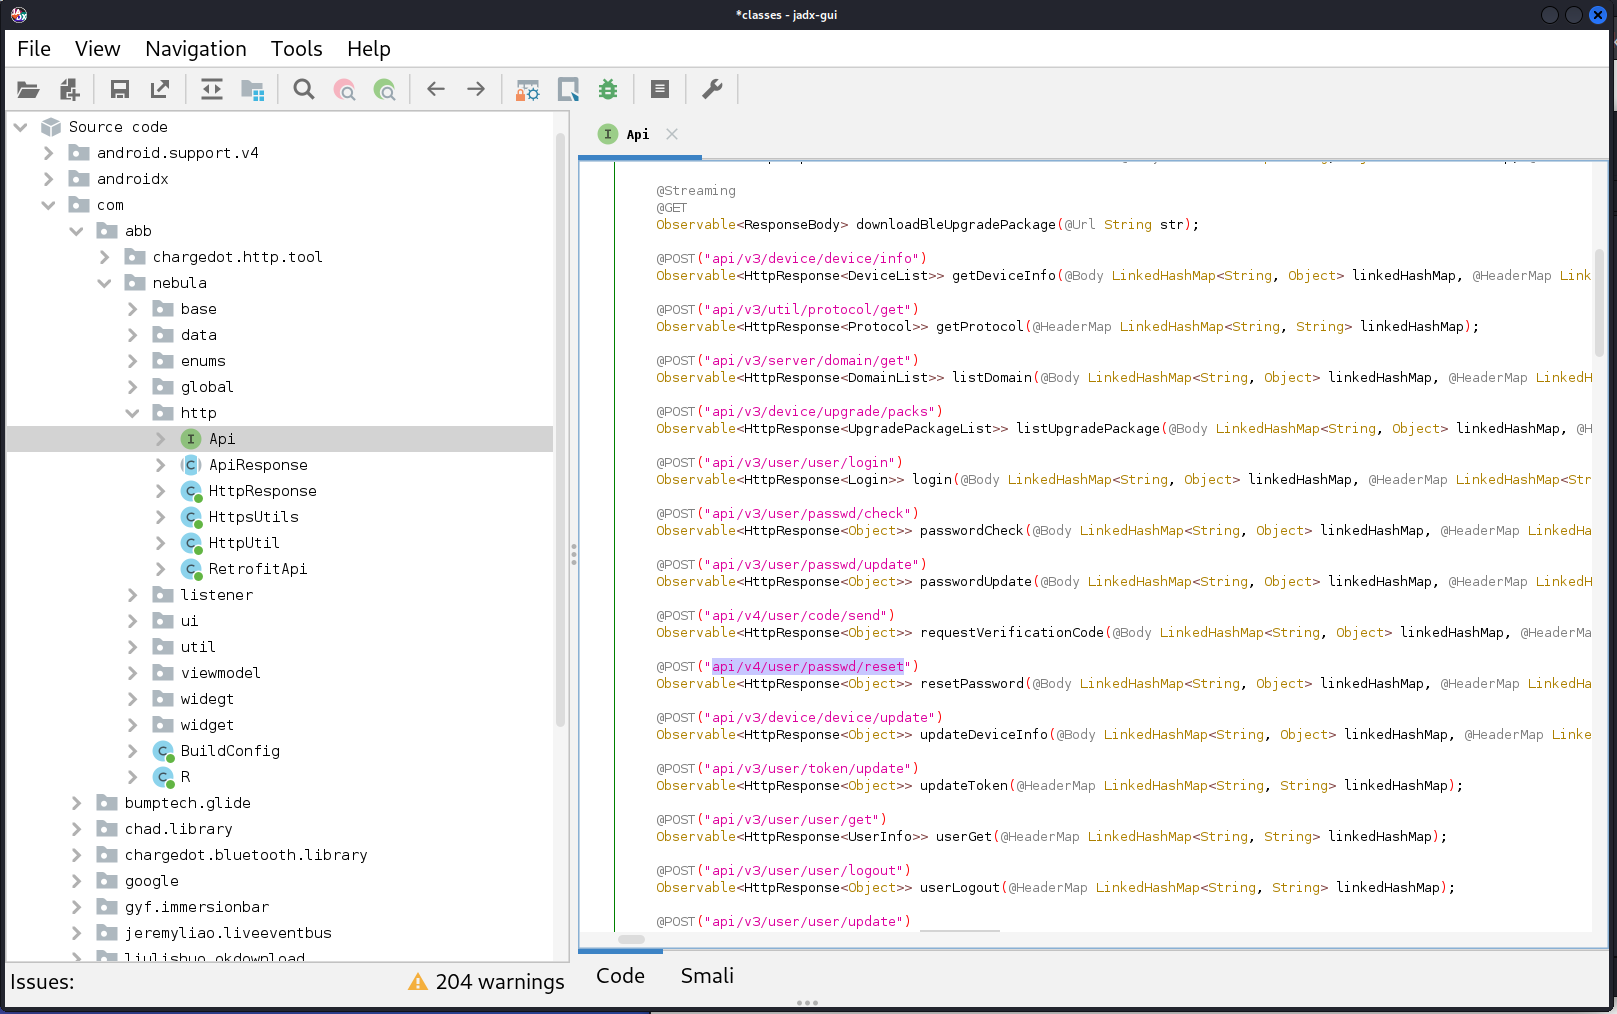 *classes - jadx-gui
File View Navigation Tools Help
Source code
android.support.v4
androidx
com
abb
chargedot.http.tool
nebula
base
data
enums
global
http
Api
ApiResponse
HttpResponse
HttpsUtils
HttpUtil
RetrofitApi
listener
ui
util
viewmodel
widegt
widget
BuildConfig
R
bumptech.glide
chad.library
chargedot.bluetooth.library
google
gyf.immersionbar
jeremyliao.liveeventbus
liulishuo.okdownload
Issues: 204 warnings
Api
@Streaming
@GET
Observable<ResponseBody> downloadBleUpgradePackage(@Url String str);
@POST("api/v3/device/device/info")
Observable<HttpResponse<DeviceList>> getDeviceInfo(@Body LinkedHashMap<String, Object> linkedHashMap, @HeaderMap Link
@POST("api/v3/util/protocol/get")
Observable<HttpResponse<Protocol>> getProtocol(@HeaderMap LinkedHashMap<String, String> linkedHashMap);
@POST("api/v3/server/domain/get")
Observable<HttpResponse<DomainList>> listDomain(@Body LinkedHashMap<String, Object> linkedHashMap, @HeaderMap LinkedH
@POST("api/v3/device/upgrade/packs")
Observable<HttpResponse<UpgradePackageList>> listUpgradePackage(@Body LinkedHashMap<String, Object> linkedHashMap, @H
@POST("api/v3/user/user/login")
Observable<HttpResponse<Login>> login(@Body LinkedHashMap<String, Object> linkedHashMap, @HeaderMap LinkedHashMap<Str
@POST("api/v3/user/passwd/check")
Observable<HttpResponse<Object>> passwordCheck(@Body LinkedHashMap<String, Object> linkedHashMap, @HeaderMap LinkedHa
@POST("api/v3/user/passwd/update")
Observable<HttpResponse<Object>> passwordUpdate(@Body LinkedHashMap<String, Object> linkedHashMap, @HeaderMap LinkedH
@POST("api/v4/user/code/send")
Observable<HttpResponse<Object>> requestVerificationCode(@Body LinkedHashMap<String, Object> linkedHashMap, @HeaderMa
@POST("api/v4/user/passwd/reset")
Observable<HttpResponse<Object>> resetPassword(@Body LinkedHashMap<String, Object> linkedHashMap, @HeaderMap LinkedHa
@POST("api/v3/device/device/update")
Observable<HttpResponse<Object>> updateDeviceInfo(@Body LinkedHashMap<String, Object> linkedHashMap, @HeaderMap Linke
@POST("api/v3/user/token/update")
Observable<HttpResponse<Object>> updateToken(@HeaderMap LinkedHashMap<String, String> linkedHashMap);
@POST("api/v3/user/user/get")
Observable<HttpResponse<UserInfo>> userGet(@HeaderMap LinkedHashMap<String, String> linkedHashMap);
@POST("api/v3/user/user/logout")
Observable<HttpResponse<Object>> userLogout(@HeaderMap LinkedHashMap<String, String> linkedHashMap);
@POST("api/v3/user/user/update")
Code Smali